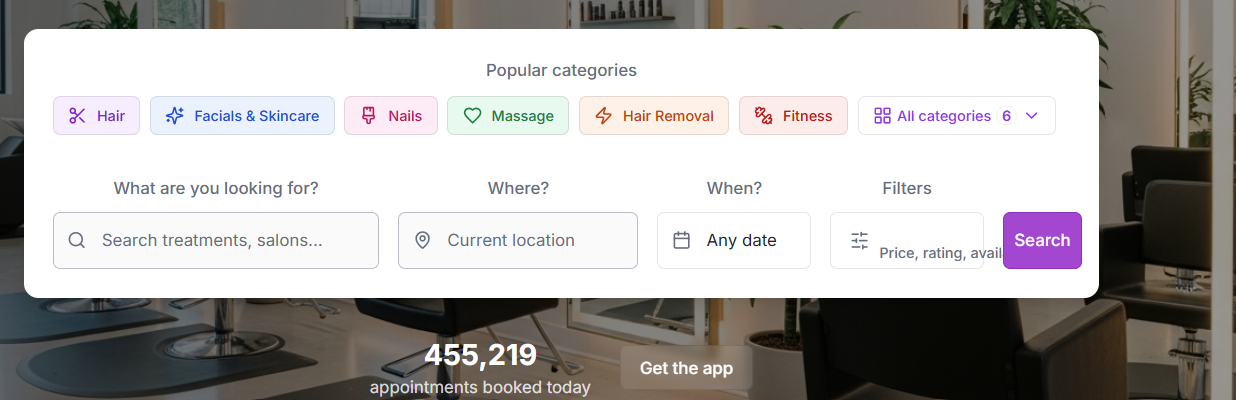 Popular categories
Hair
Facials & Skincare
Nails
Massage
Hair Removal
Fitness
All categories 6
What are you looking for?
Where?
When?
Filters
Search treatments, salons...
Current location
Any date
Price, rating,
Search
455,219
appointments booked today
Get the app